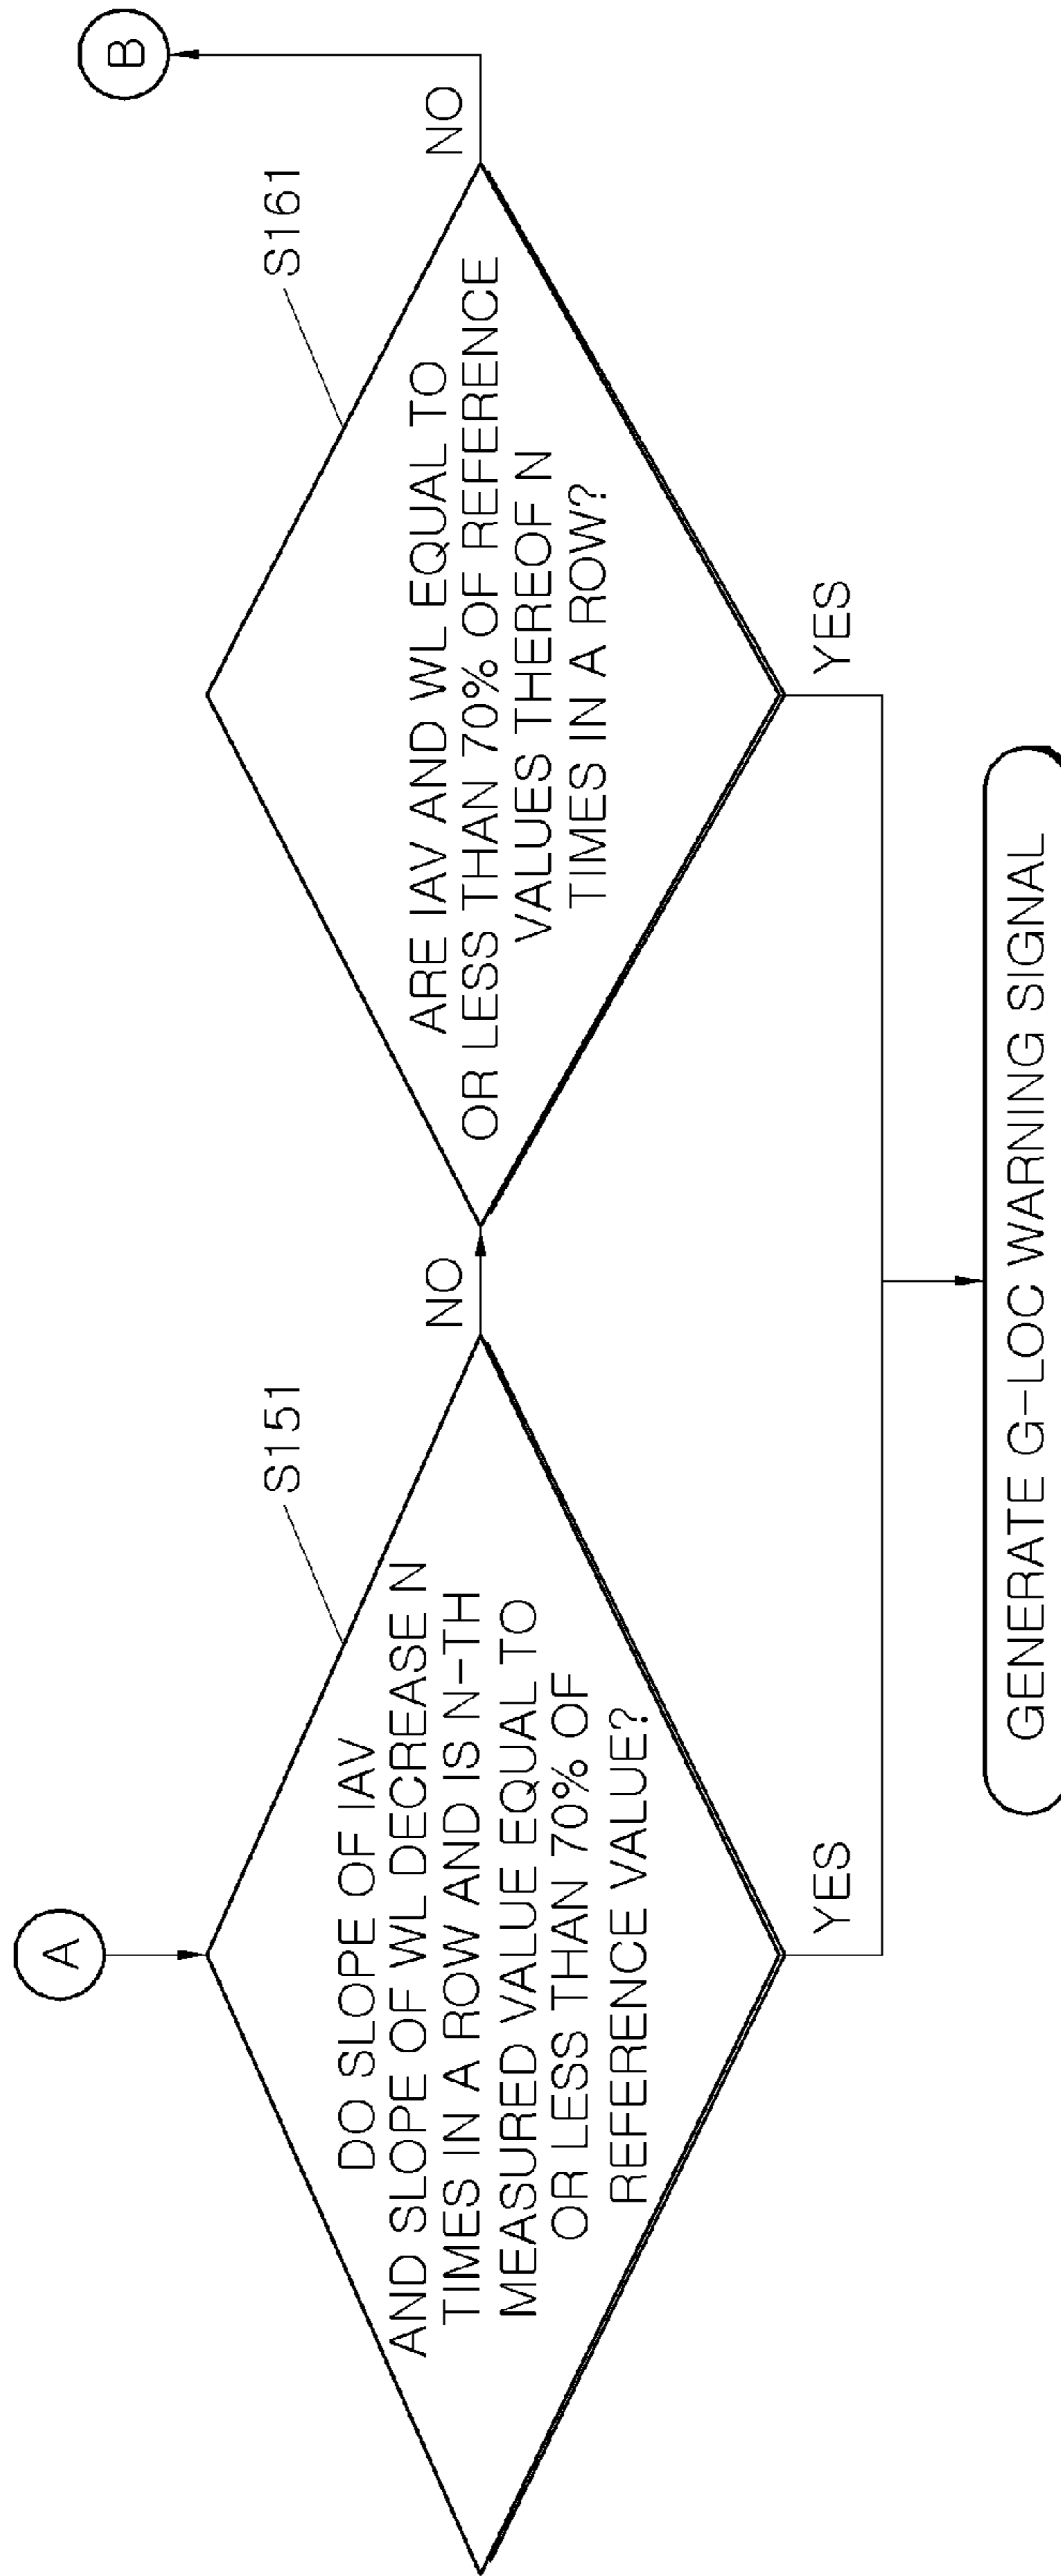 A
DO SLOPE OF IAV
AND SLOPE OF WL DECREASE N
TIMES IN A ROW AND IS N-TH
MEASURED VALUE EQUAL TO
OR LESS THAN 70% OF
REFERENCE VALUE?
S151
NO
YES
ARE IAV AND WL EQUAL TO
OR LESS THAN 70% OF REFERENCE
VALUES THEREOF N
TIMES IN A ROW?
S161
NO
B
YES
GENERATE G-LOC WARNING SIGNAL